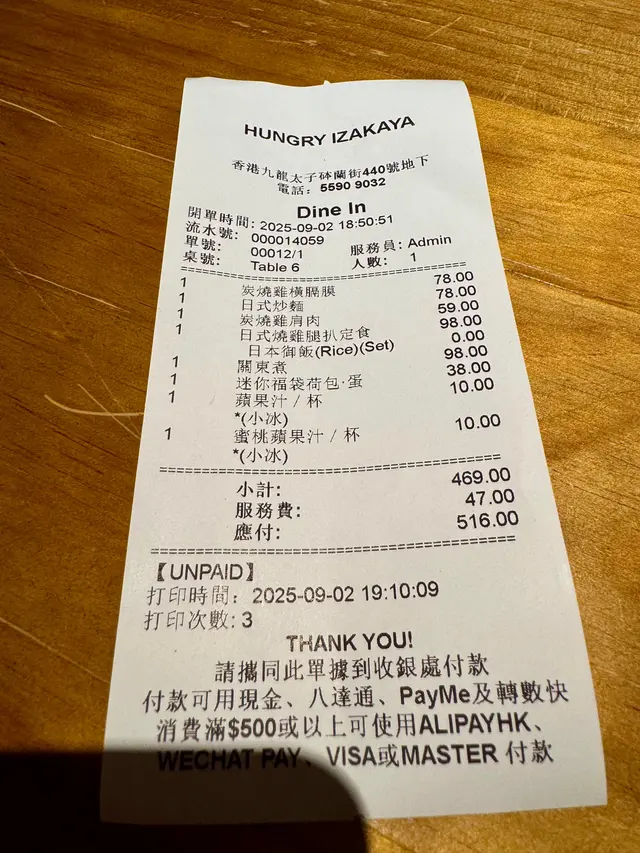 HUNGRY IZAKAYA
香港九龍太子砵蘭街440號地下
電話： 5590 9032
Dine In
開單時間: 2025-09-02 18:50:51
流水號: 000014059
單號: 00012/1 服務員: Admin
桌號: Table 6 人數: 1
1 炭燒雞橫膈膜 78.00
1 日式炒麵 78.00
1 炭燒雞肩肉 59.00
1 日式燒雞腿扒定食 98.00
日本御飯(Rice)(Set) 0.00
1 關東煮 98.00
1 迷你福袋荷包·蛋 38.00
1 蘋果汁 / 杯 10.00
*(小冰)
1 蜜桃蘋果汁 / 杯 10.00
*(小冰)
小計: 469.00
服務費: 47.00
應付: 516.00
【UNPAID】
打印時間： 2025-09-02 19:10:09
打印次數: 3
THANK YOU!
請攜同此單據到收銀處付款
付款可用現金、八達通、PayMe及轉數快
消費滿$500或以上可使用ALIPAYHK、
WECHAT PAY、VISA或MASTER 付款